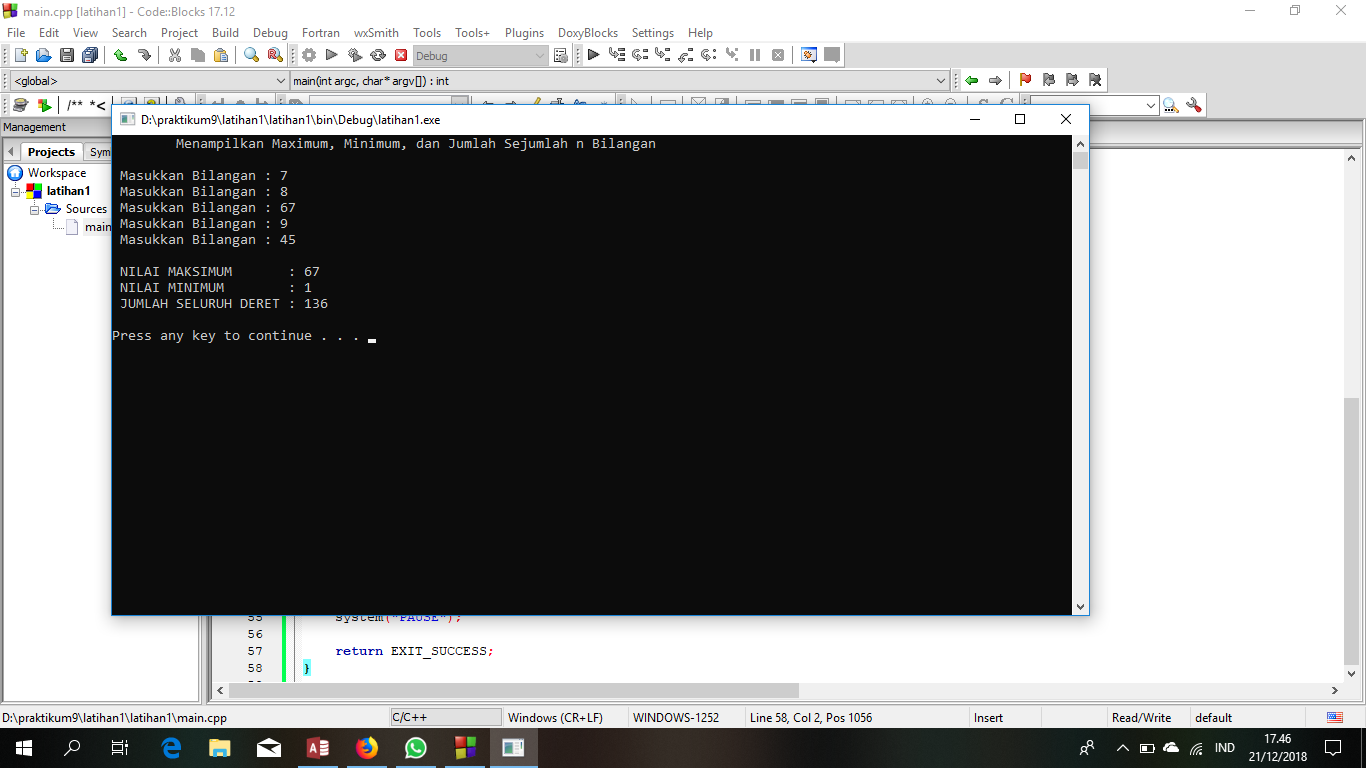 main.cpp [latihan1] - Code::Blocks 17.12
File Edit View Search Project Build Debug Fortran wxSmith Tools Tools+ Plugins DoxyBlocks Settings Help
Debug
<global> main(int argc, char* argv[]) : int
/** *<
Management
Projects Sym
Workspace
latihan1
Sources
main
D:\praktikum9\latihan1\latihan1\bin\Debug\latihan1.exe
Menampilkan Maximum, Minimum, dan Jumlah Sejumlah n Bilangan
Masukkan Bilangan : 7
Masukkan Bilangan : 8
Masukkan Bilangan : 67
Masukkan Bilangan : 9
Masukkan Bilangan : 45
NILAI MAKSIMUM : 67
NILAI MINIMUM : 1
JUMLAH SELURUH DERET : 136
Press any key to continue . . .
55 system("PAUSE");
56
57 return EXIT_SUCCESS;
58 }
D:\praktikum9\latihan1\latihan1\main.cpp C/C++ Windows (CR+LF) WINDOWS-1252 Line 58, Col 2, Pos 1056 Insert Read/Write default
IND 17.46
21/12/2018